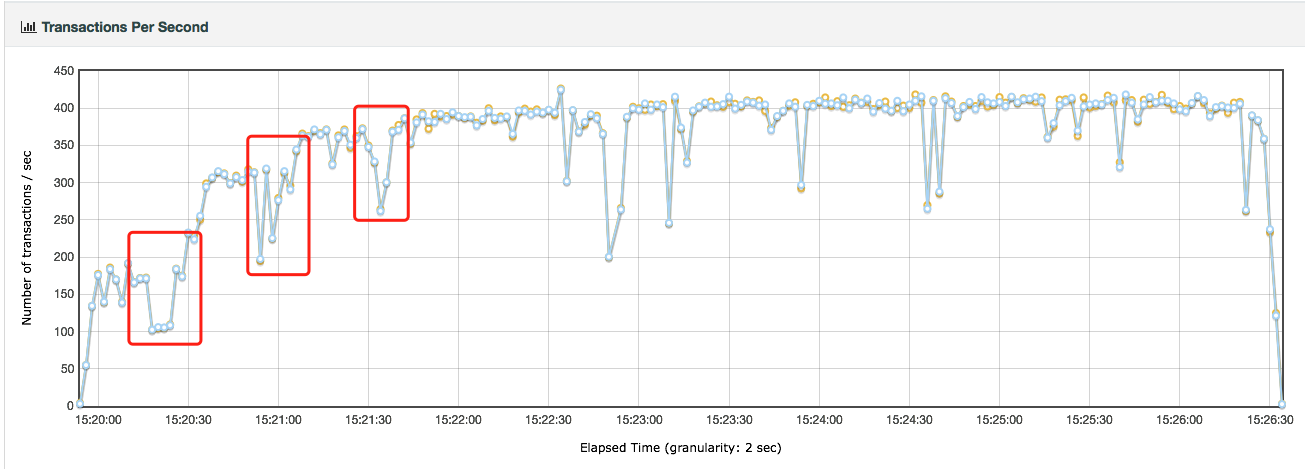 Transactions Per Second
Number of transactions / sec
450
400
350
300
250
200
150
100
50
0
15:20:00 15:20:30 15:21:00 15:21:30 15:22:00 15:22:30 15:23:00 15:23:30 15:24:00 15:24:30 15:25:00 15:25:30 15:26:00 15:26:30
Elapsed Time (granularity: 2 sec)